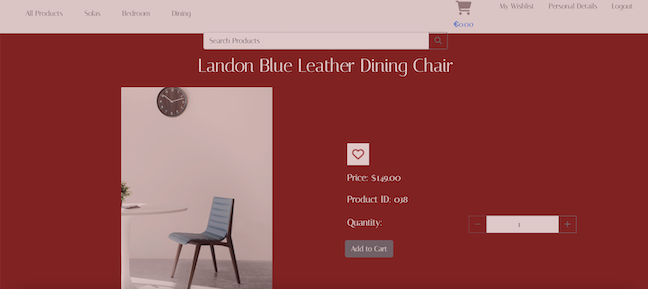 All Products Sofas Bedroom Dining
€0.00
My Wishlist Personal Details Logout
Search Products
Landon Blue Leather Dining Chair
Price: $149.00
Product ID: 038
Quantity:
1
Add to Cart